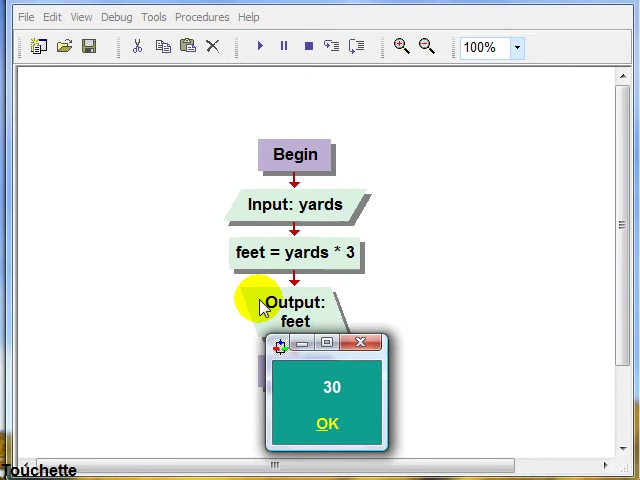 File Edit View Debug Tools Procedures Help
100%
Begin
Input: yards
feet = yards * 3
Output:
feet
30
OK
Touchette